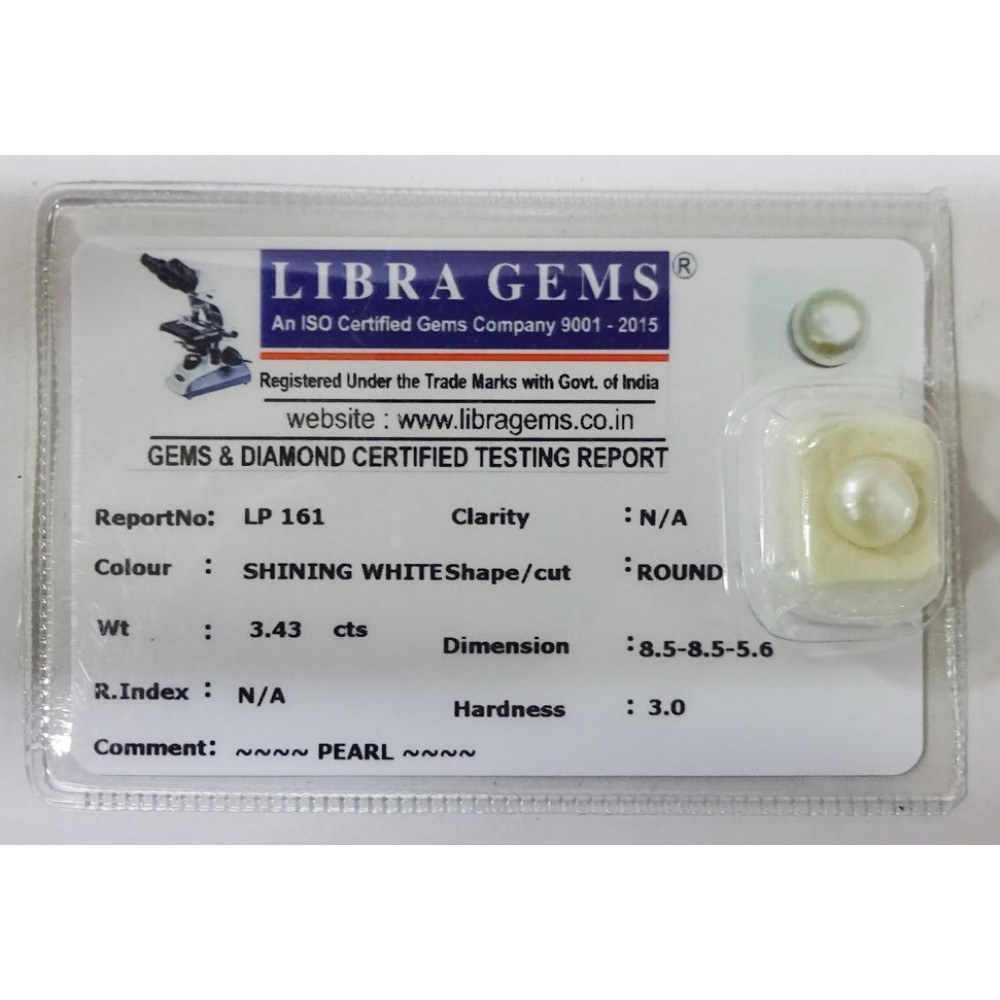 LIBRA GEMS ®
An ISO Certified Gems Company 9001 - 2015
Registered Under the Trade Marks with Govt. of India
website : www.libragems.co.in
GEMS & DIAMOND CERTIFIED TESTING REPORT
ReportNo: LP 161 Clarity : N/A
Colour : SHINING WHITE Shape/cut : ROUND
Wt : 3.43 cts Dimension : 8.5-8.5-5.6
R.Index : N/A Hardness : 3.0
Comment: ~~~~ PEARL ~~~~